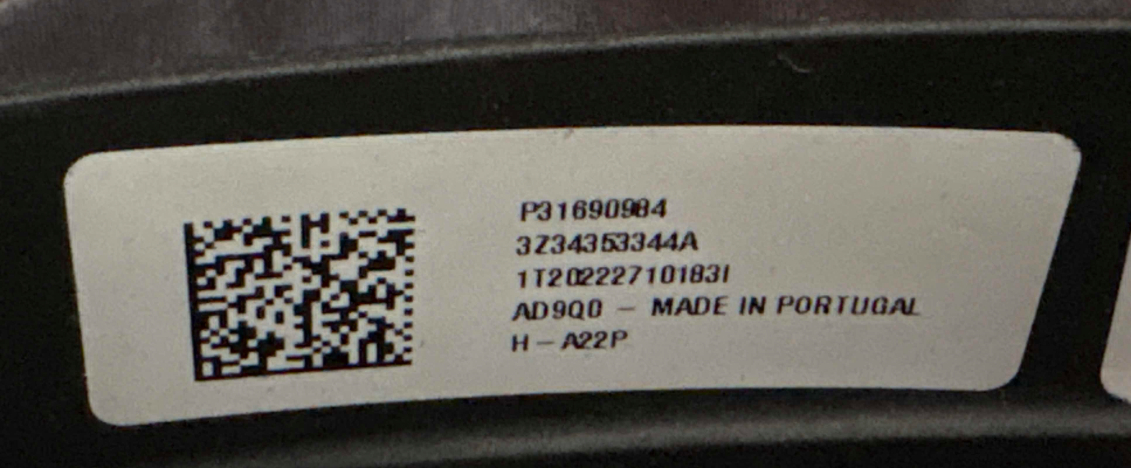 P31690984
3Z34353344A
1T202227101831
AD9Q0 – MADE IN PORTUGAL
H – A22P